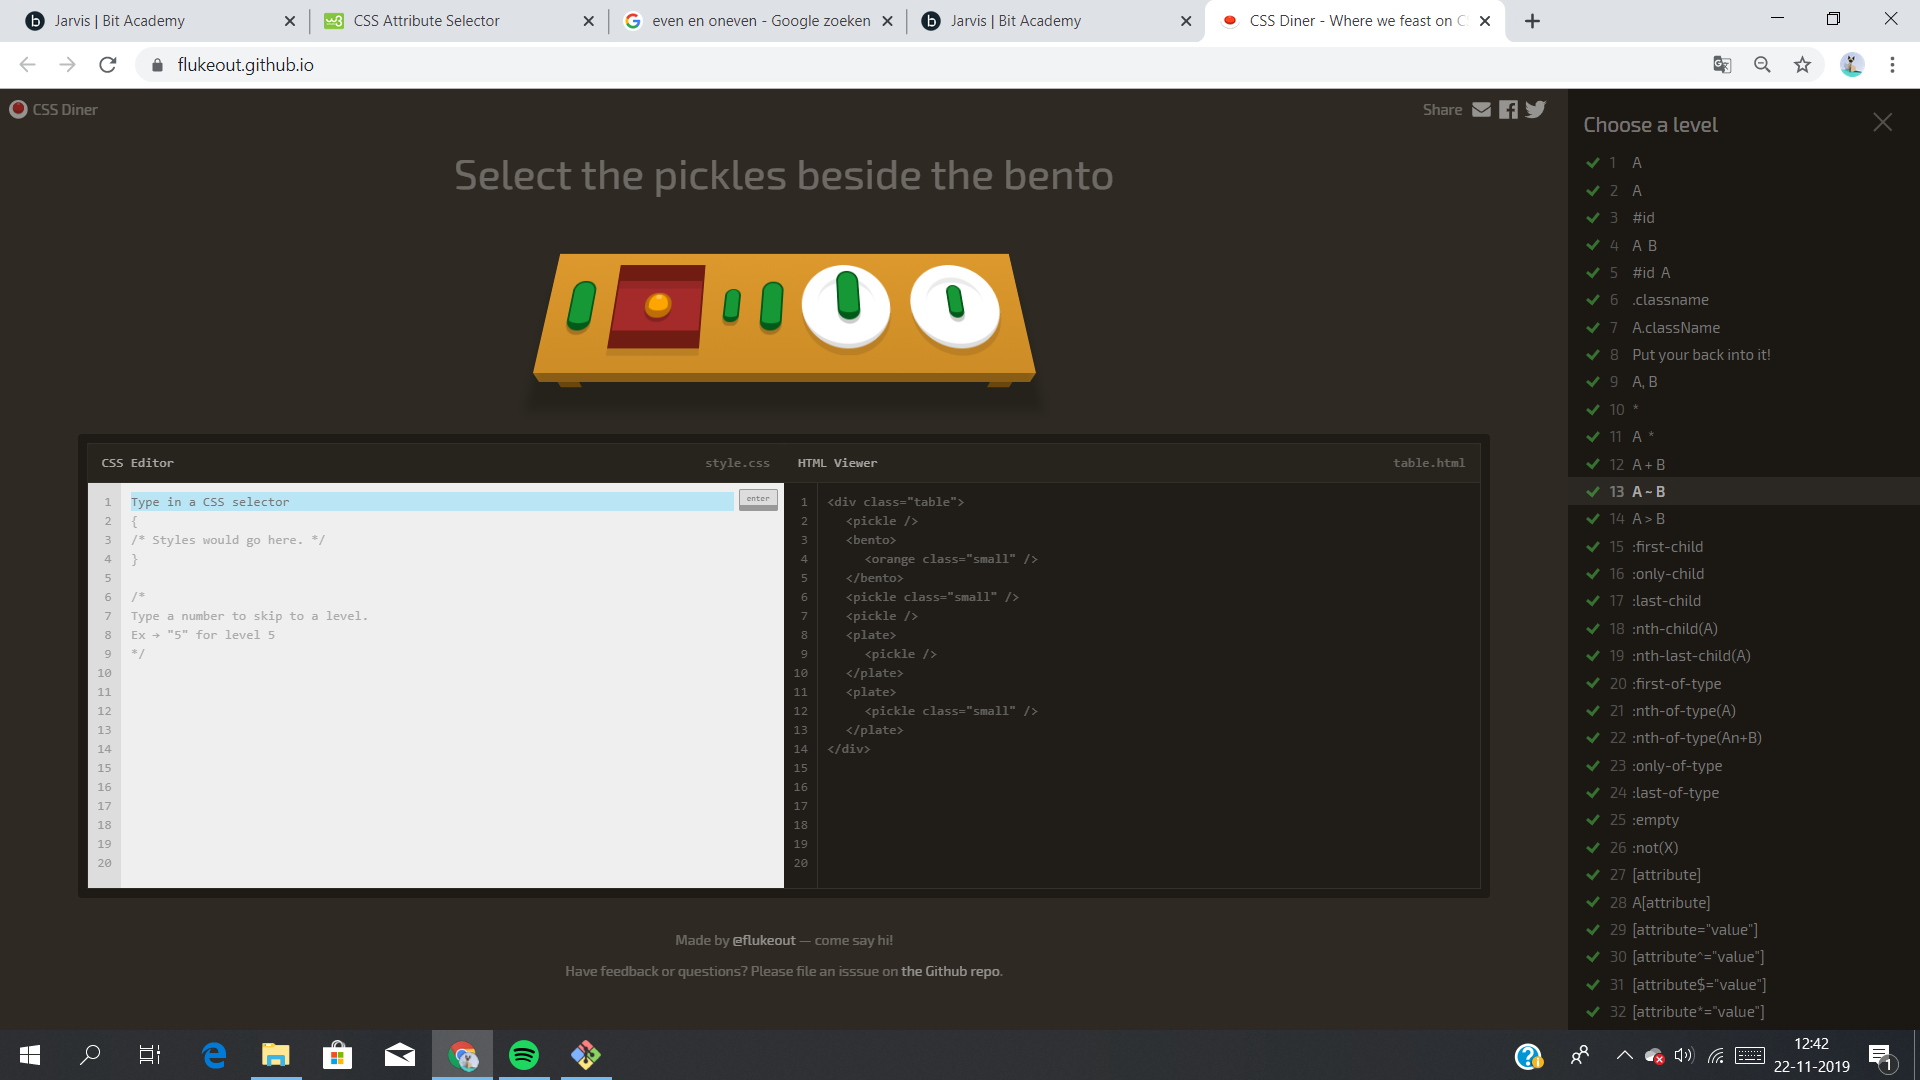 Jarvis | Bit Academy
CSS Attribute Selector
even en oneven - Google zoeken
Jarvis | Bit Academy
CSS Diner - Where we feast on C
flukeout.github.io
CSS Diner
Share
Select the pickles beside the bento
CSS Editor
style.css
1 Type in a CSS selector
enter
2 {
3 /* Styles would go here. */
4 }
5
6 /*
7 Type a number to skip to a level.
8 Ex → "5" for level 5
9 */
10
11
12
13
14
15
16
17
18
19
20
HTML Viewer
table.html
1 <div class="table">
2 <pickle />
3 <bento>
4 <orange class="small" />
5 </bento>
6 <pickle class="small" />
7 <pickle />
8 <plate>
9 <pickle />
10 </plate>
11 <plate>
12 <pickle class="small" />
13 </plate>
14 </div>
15
16
17
18
19
20
Made by @flukeout — come say hi!
Have feedback or questions? Please file an isssue on the Github repo.
Choose a level
1 A
2 A
3 #id
4 A B
5 #id A
6 .classname
7 A.className
8 Put your back into it!
9 A, B
10 *
11 A *
12 A + B
13 A ~ B
14 A > B
15 :first-child
16 :only-child
17 :last-child
18 :nth-child(A)
19 :nth-last-child(A)
20 :first-of-type
21 :nth-of-type(A)
22 :nth-of-type(An+B)
23 :only-of-type
24 :last-of-type
25 :empty
26 :not(X)
27 [attribute]
28 A[attribute]
29 [attribute="value"]
30 [attribute^="value"]
31 [attribute$="value"]
32 [attribute*="value"]
12:42
22-11-2019
1